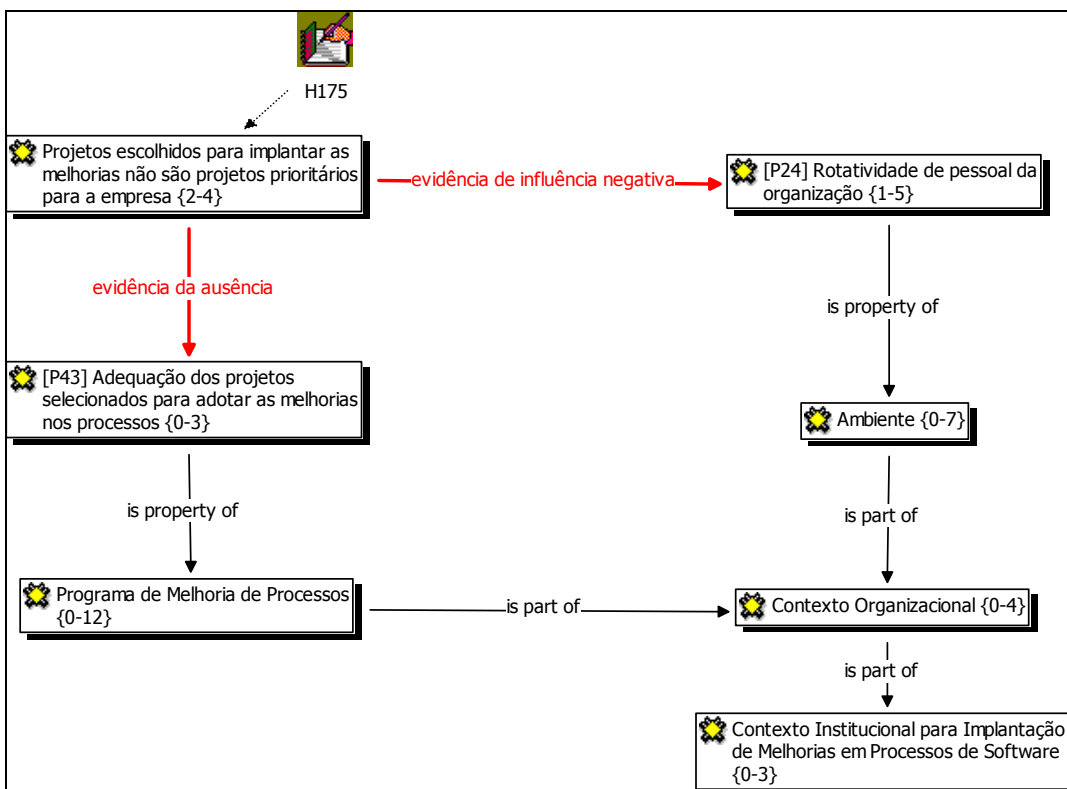 H175
Projetos escolhidos para implantar as
melhorias não são projetos prioritários
para a empresa {2-4}
evidência de influência negativa
[P24] Rotatividade de pessoal da
organização {1-5}
evidência da ausência
is property of
[P43] Adequação dos projetos
selecionados para adotar as melhorias
nos processos {0-3}
Ambiente {0-7}
is property of
is part of
Programa de Melhoria de Processos
{0-12}
is part of
Contexto Organizacional {0-4}
is part of
Contexto Institucional para Implantação
de Melhorias em Processos de Software
{0-3}